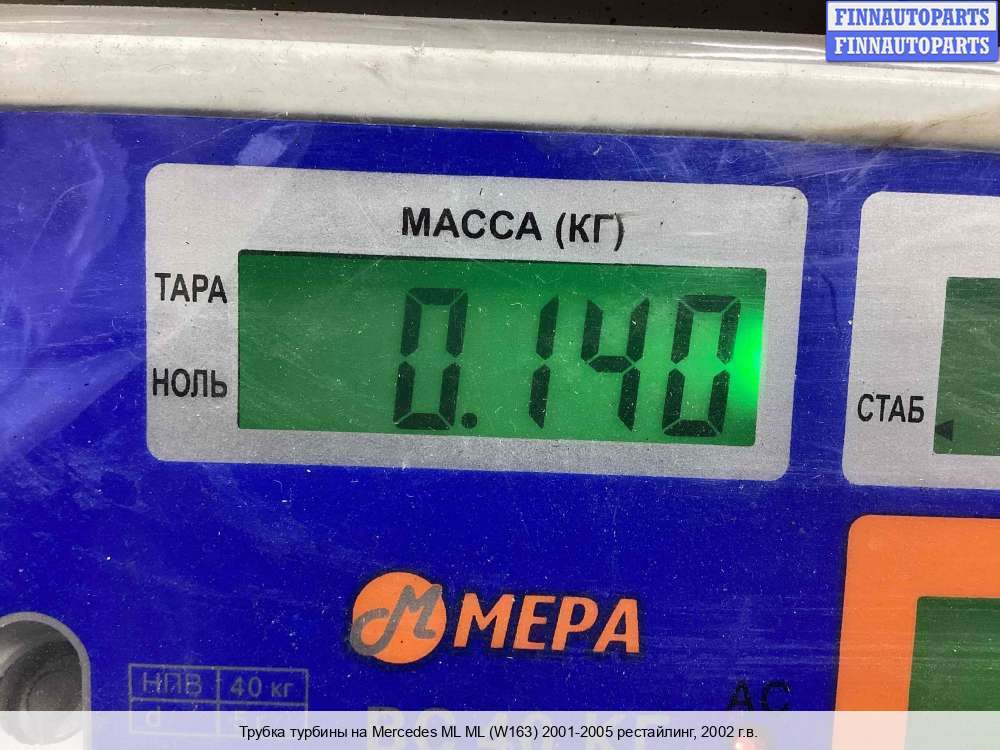 FINNAUTOPARTS
FINNAUTOPARTS
МАССА (КГ)
ТАРА
0.140
НОЛЬ
СТАБ
МЕРА
НПВ 40 кг
АС
Трубка турбины на Mercedes ML ML (W163) 2001-2005 рестайлинг, 2002 г.в.